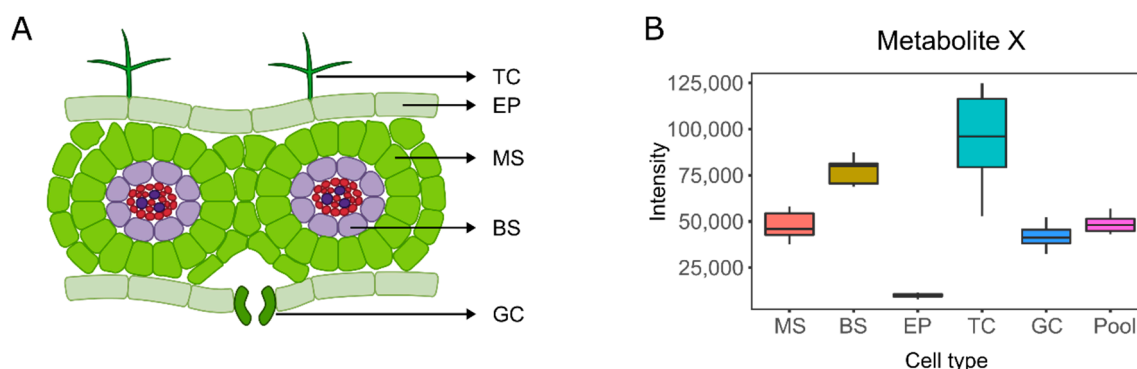 A
TC
EP
MS
BS
GC
B
Metabolite X
Intensity
125,000
100,000
75,000
50,000
25,000
MS BS EP TC GC Pool
Cell type